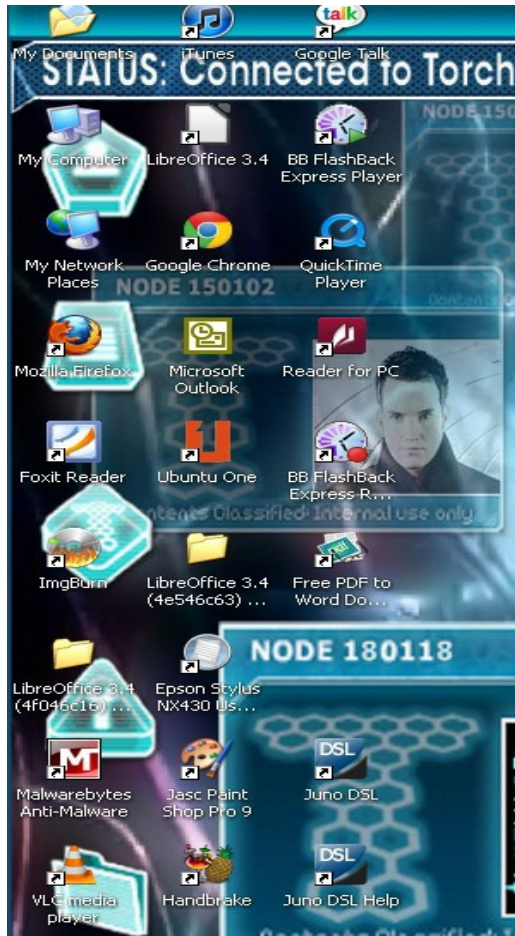 talk
My Documents
iTunes
Google Talk
STATUS: Connected to Torch
NODE 150
My Computer
LibreOffice 3.4
BB FlashBack
Express Player
My Network
Places
Google Chrome
QuickTime
Player
NODE 150102
Mozilla Firefox
Microsoft
Outlook
Reader for PC
Foxit Reader
Ubuntu One
BB FlashBack
Express R...
Contents Classified: Internal use only
ImgBurn
LibreOffice 3.4
(4e546c63) ...
Free PDF to
Word Do...
pdf
NODE 180118
LibreOffice 3.4
(4f046c16) ...
Epson Stylus
NX430 Us...
Malwarebytes
Anti-Malware
Jasc Paint
Shop Pro 9
DSL
Juno DSL
VLC media
player
Handbrake
DSL
Juno DSL Help
Contents Classified: